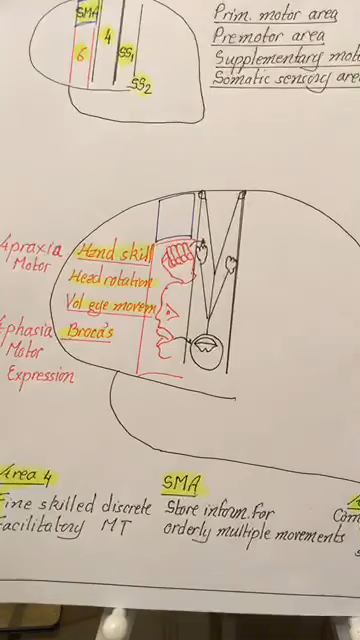 SMA
6
4
SS1
SS2
Prim. motor area
Premotor area
Supplementary mot
Somatic sensory area
Apraxia
Motor
Hand skill
Head rotation
Vol eye movem
Aphasia
Motor
Expression
Broca's
Area 4
Fine skilled discrete
facilitatory MT
SMA
Store inform. for
orderly multiple movements
Com